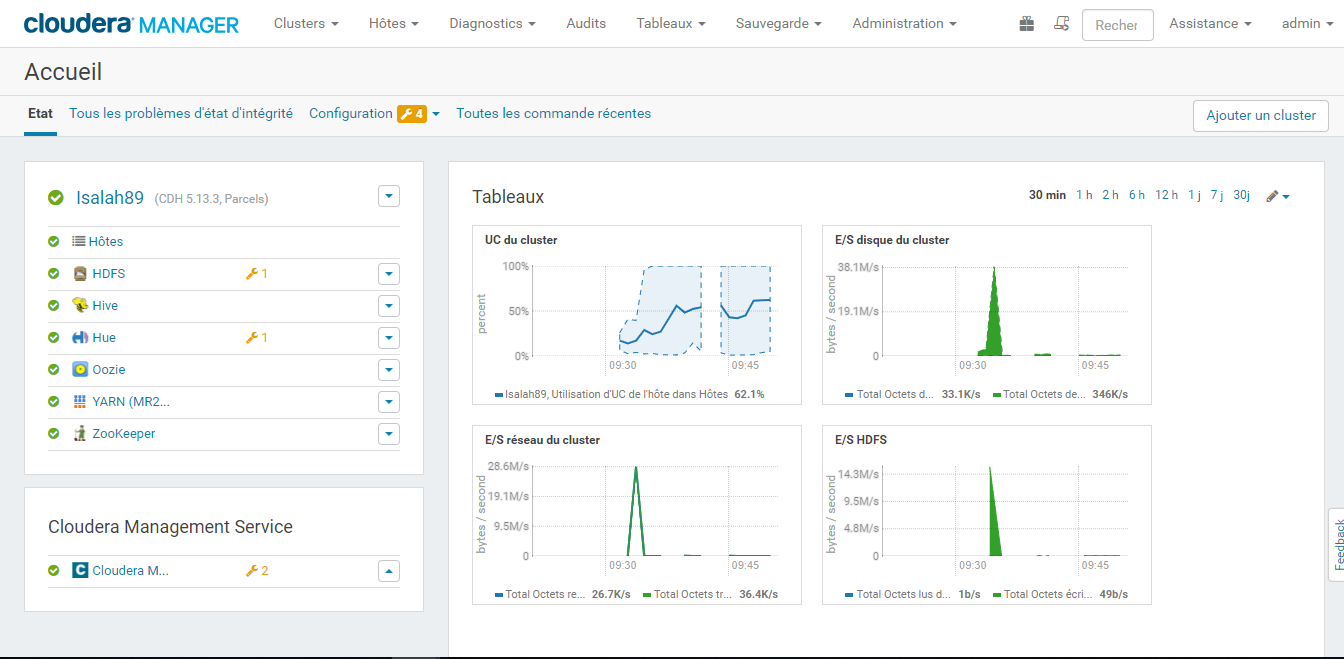 cloudera MANAGER Clusters Hôtes Diagnostics Audits Tableaux Sauvegarde Administration Recher Assistance admin
Accueil
Etat Tous les problèmes d'état d'intégrité Configuration 4 Toutes les commande récentes Ajouter un cluster
Isalah89 (CDH 5.13.3, Parcels)
Hôtes
HDFS 1
Hive
Hue 1
Oozie
YARN (MR2...
ZooKeeper
Cloudera Management Service
C Cloudera M... 2
Tableaux 30 min 1 h 2 h 6 h 12 h 1 j 7 j 30j
UC du cluster
percent
100%
50%
0%
09:30 09:45
Isalah89, Utilisation d'UC de l'hôte dans Hôtes 62.1%
E/S disque du cluster
bytes / second
38.1M/s
19.1M/s
0
09:30 09:45
Total Octets d... 33.1K/s Total Octets de... 346K/s
E/S réseau du cluster
bytes / second
28.6M/s
19.1M/s
9.5M/s
0
09:30 09:45
Total Octets re... 26.7K/s Total Octets tr... 36.4K/s
E/S HDFS
bytes / second
14.3M/s
9.5M/s
4.8M/s
0
09:30 09:45
Total Octets lus d... 1b/s Total Octets écri... 49b/s
Feedback